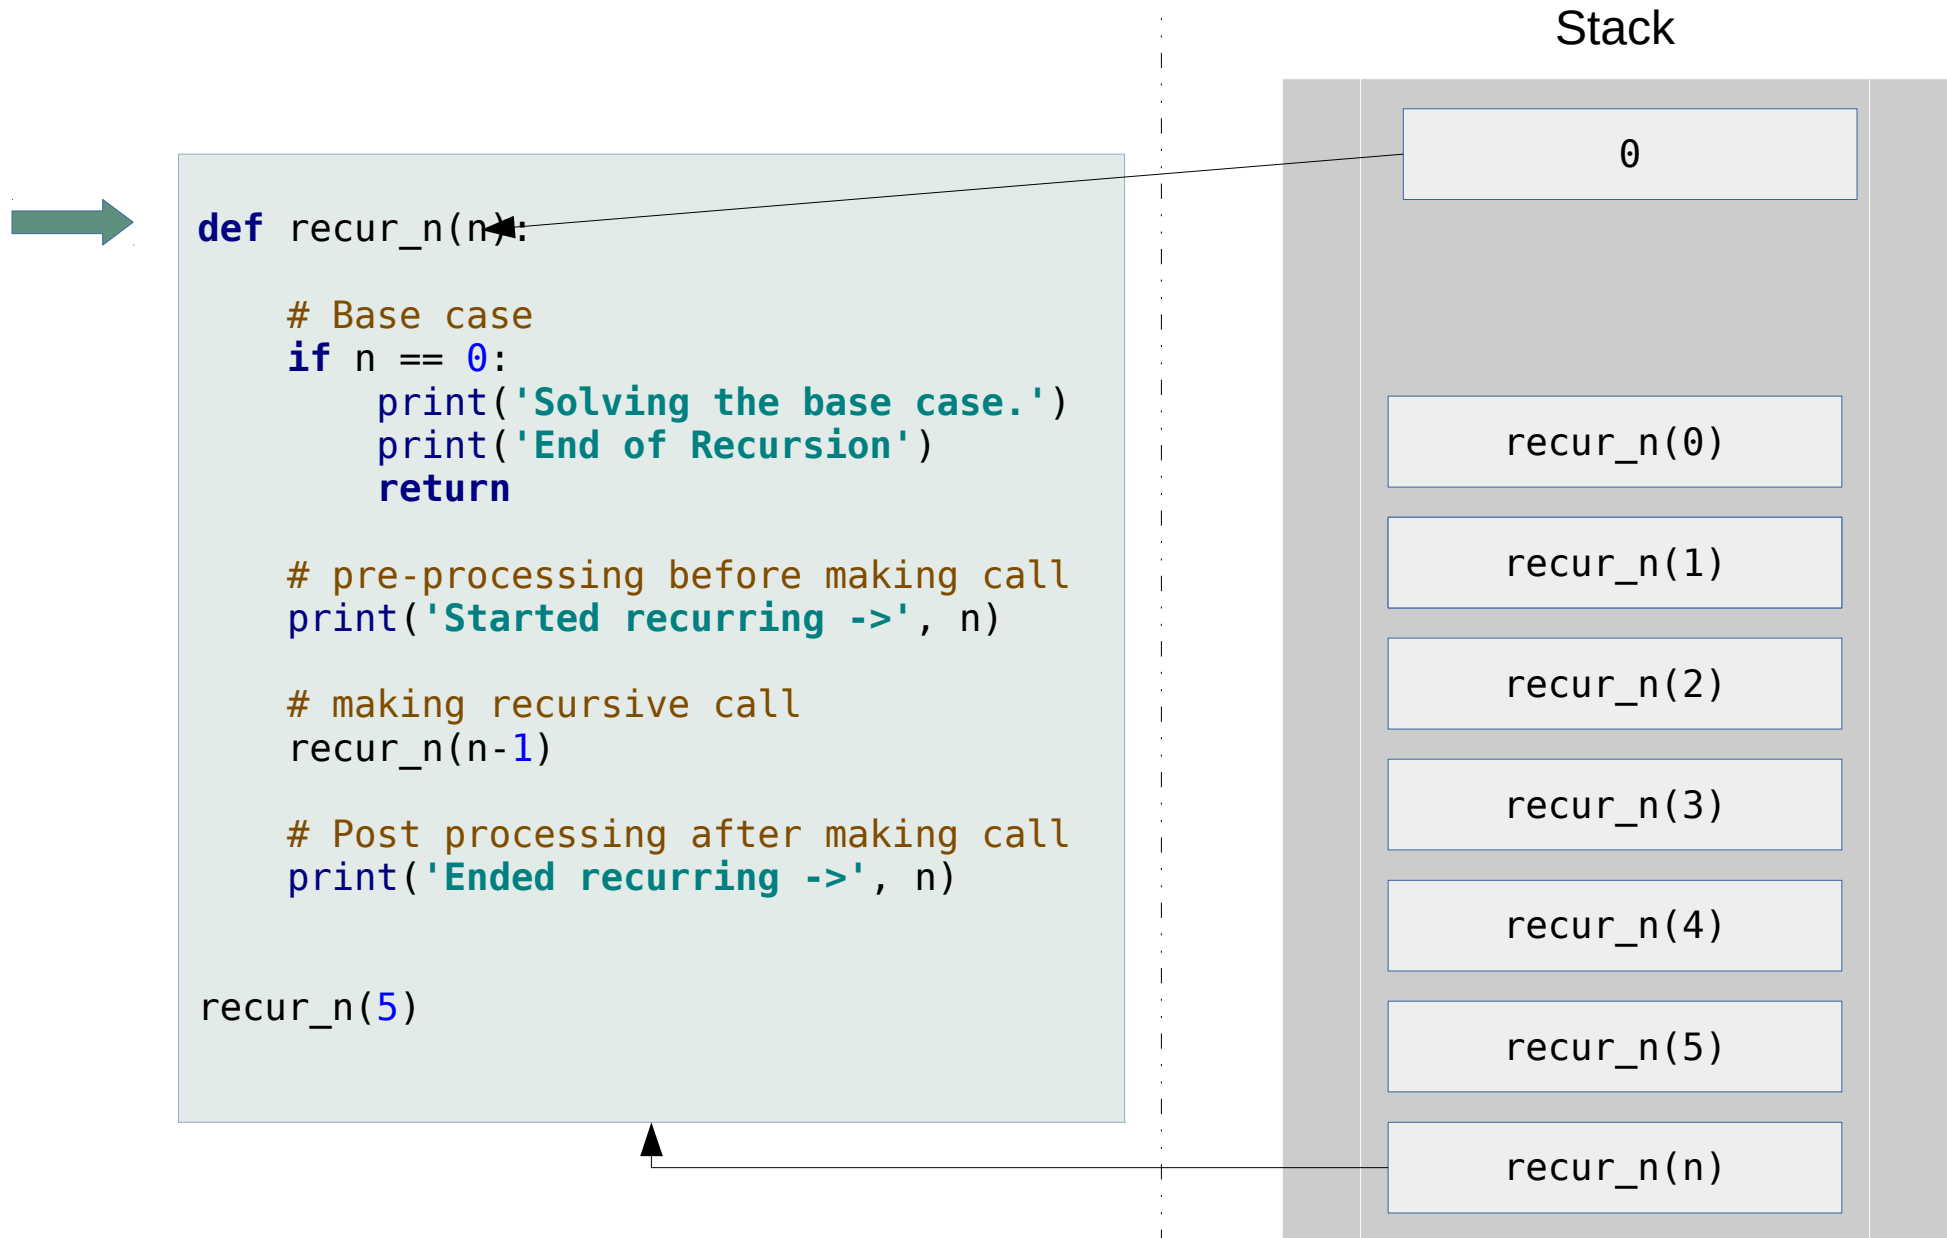 def recur_n(n):
# Base case
if n == 0:
print('Solving the base case.')
print('End of Recursion')
return
# pre-processing before making call
print('Started recurring ->', n)
# making recursive call
recur_n(n-1)
# Post processing after making call
print('Ended recurring ->', n)
recur_n(5)
Stack
0
recur_n(0)
recur_n(1)
recur_n(2)
recur_n(3)
recur_n(4)
recur_n(5)
recur_n(n)